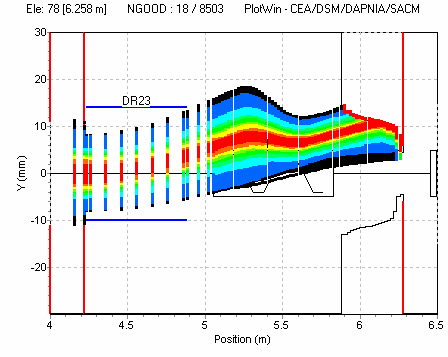 Ele: 78 [6.258 m] NGOOD : 18 / 8503 PlotWin - CEA/DSM/DAPNIA/SACM
30
20
10
0
-10
-20
Y (mm)
DR23
4 4.5 5 5.5 6 6.5
Position (m)